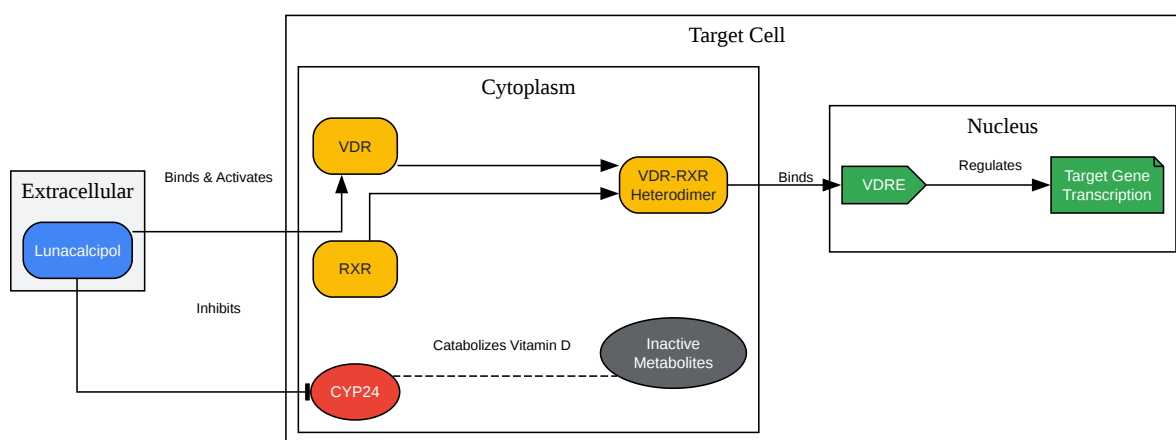 Target Cell
Cytoplasm
Nucleus
Extracellular
Lunacalcipol
Binds & Activates
Inhibits
VDR
RXR
VDR-RXR
Heterodimer
Binds
VDRE
Regulates
Target Gene
Transcription
Catabolizes Vitamin D
Inactive
Metabolites
CYP24